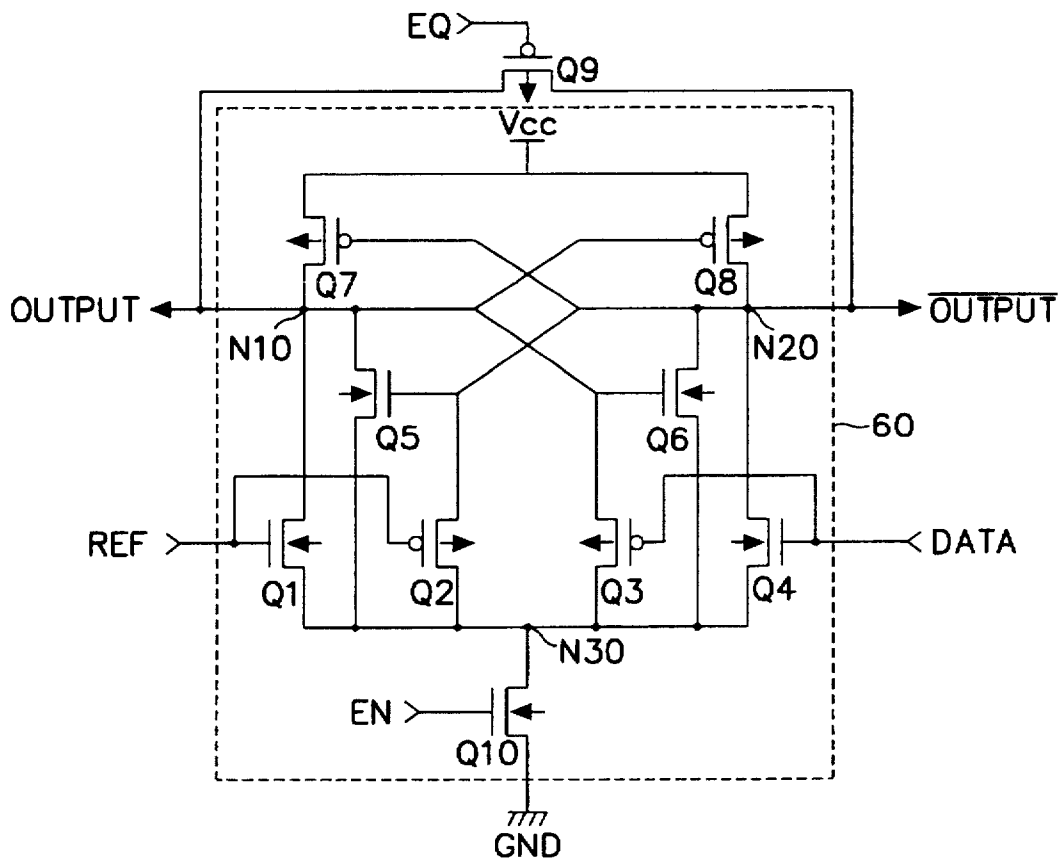 EQ
Q9
Vcc
Q7
Q8
OUTPUT
OUTPUT
N10
N20
Q5
Q6
60
REF
DATA
Q1
Q2
Q3
Q4
N30
EN
Q10
GND